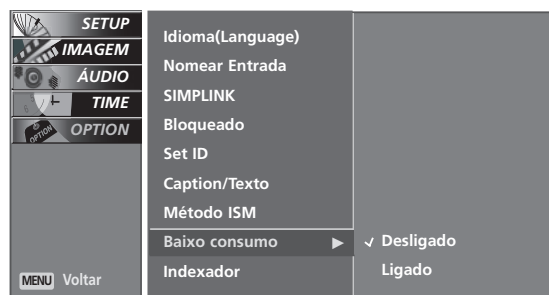 SETUP
IMAGEM
ÁUDIO
TIME
OPTION
OPTION
MENU Voltar
Idioma(Language)
Nomear Entrada
SIMPLINK
Bloqueado
Set ID
Caption/Texto
Método ISM
Baixo consumo ▶
Indexador
✓ Desligado
Ligado